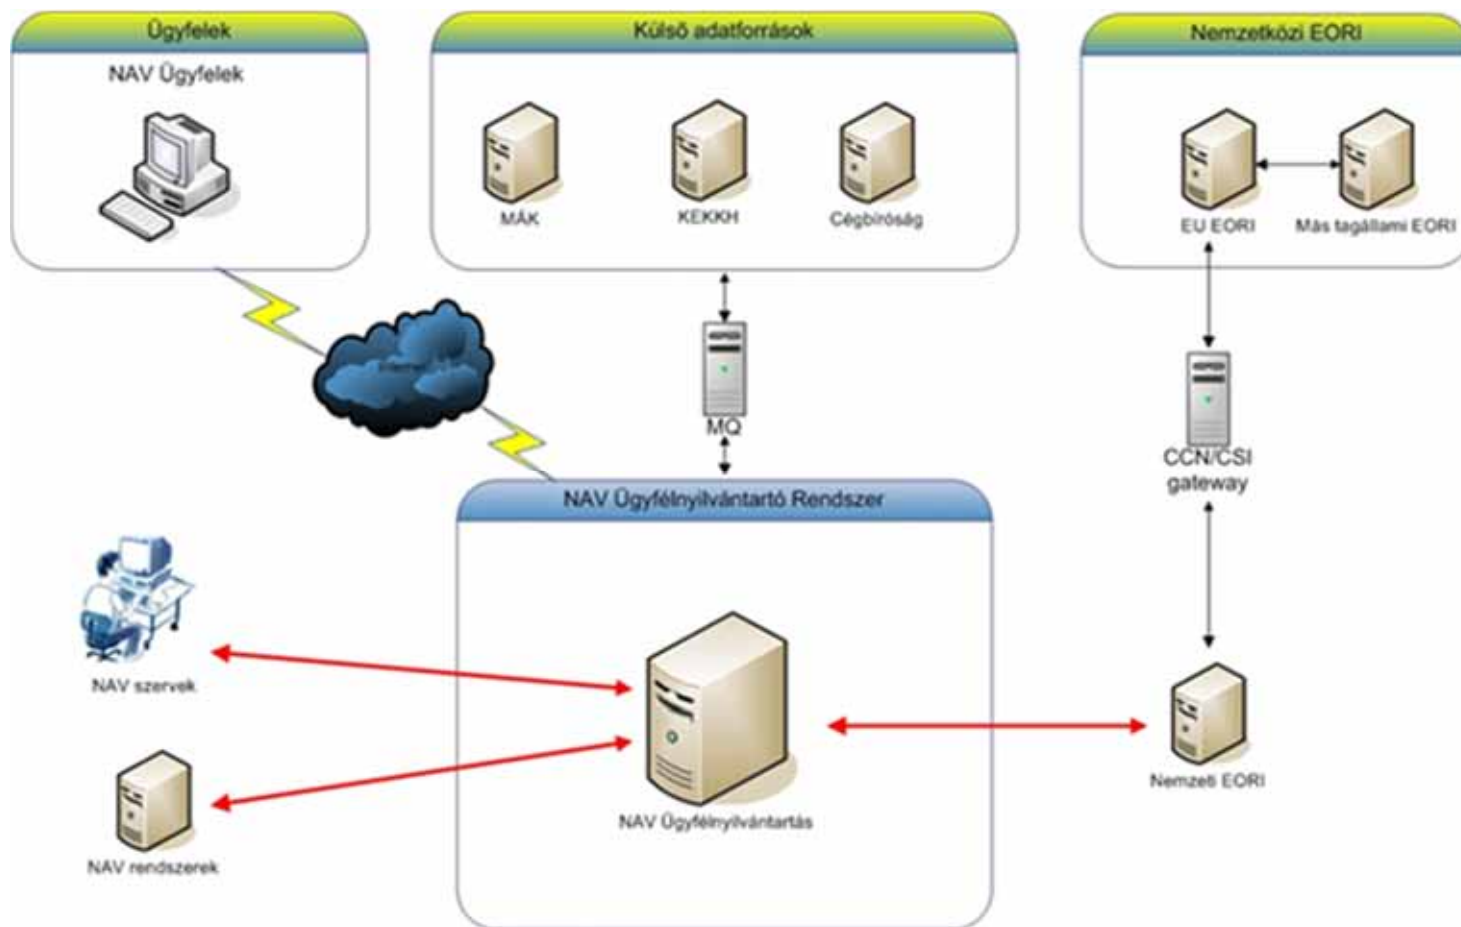 Ügyfelek
NAV Ügyfelek
Külső adatforrások
MÁK
KEKKH
Cégbíróság
Nemzetközi EORI
EU EORI
Más tagállami EORI
Internet
MQ
CCN/CSI
gateway
NAV Ügyfélnyilvántartó Rendszer
NAV szervek
NAV rendszerek
NAV Ügyfélnyilvántartás
Nemzeti EORI